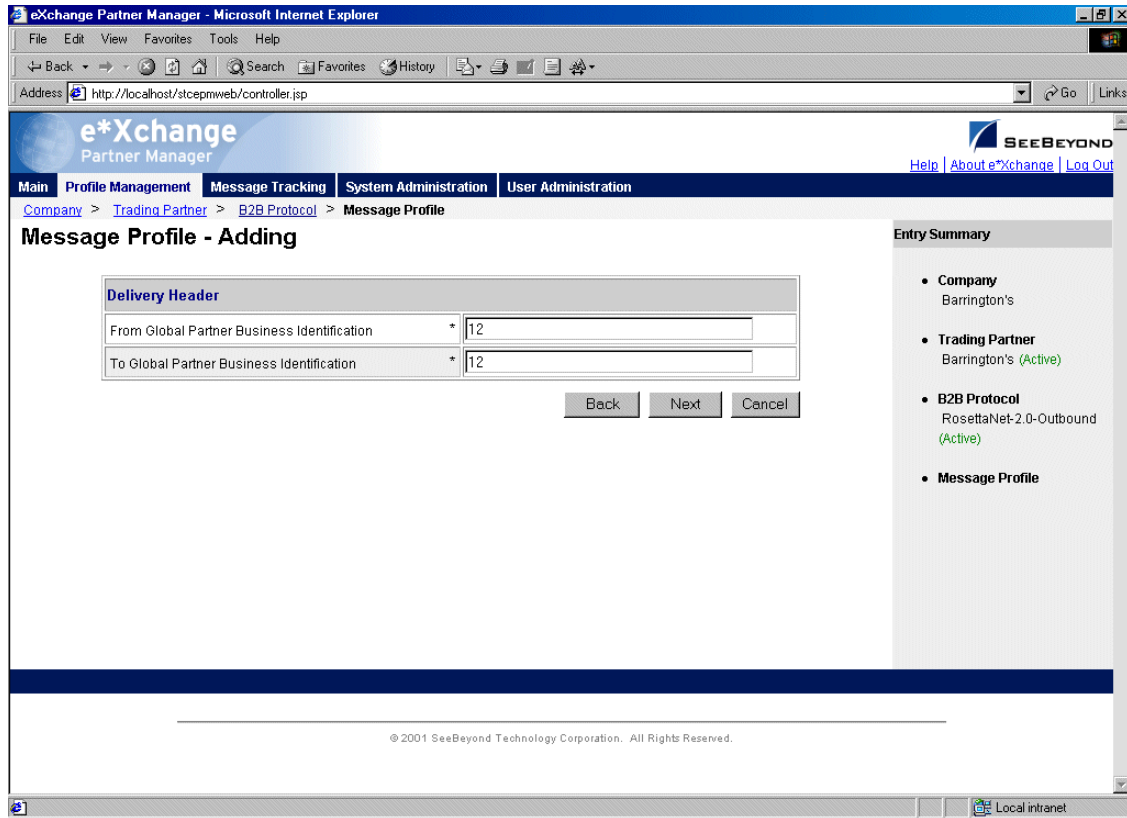 eXchange Partner Manager - Microsoft Internet Explorer
File Edit View Favorites Tools Help
Back Search Favorites History
Address http://localhost/stcepmweb/controller.jsp Go Links
e*Xchange
Partner Manager
SEEBEYOND
Help | About e*Xchange | Log Out
Main Profile Management Message Tracking System Administration User Administration
Company > Trading Partner > B2B Protocol > Message Profile
Message Profile - Adding
Delivery Header
From Global Partner Business Identification * 12
To Global Partner Business Identification * 12
Back Next Cancel
Entry Summary
• Company
Barrington's
• Trading Partner
Barrington's (Active)
• B2B Protocol
RosettaNet-2.0-Outbound
(Active)
• Message Profile
© 2001 SeeBeyond Technology Corporation. All Rights Reserved.
Local intranet